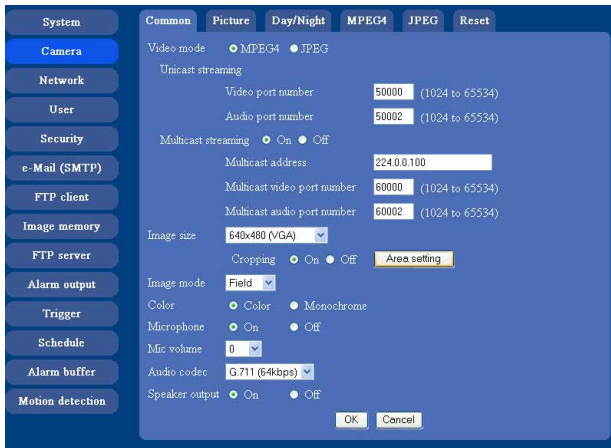 System
Camera
Network
User
Security
e-Mail (SMTP)
FTP client
Image memory
FTP server
Alarm output
Trigger
Schedule
Alarm buffer
Motion detection
Common Picture Day/Night MPEG4 JPEG Reset
Video mode MPEG4 JPEG
Unicast streaming
Video port number 50000 (1024 to 65534)
Audio port number 50002 (1024 to 65534)
Multicast streaming On Off
Multicast address 224.0.0.100
Multicast video port number 60000 (1024 to 65534)
Multicast audio port number 60002 (1024 to 65534)
Image size 640x480 (VGA)
Cropping On Off Area setting
Image mode Field
Color Color Monochrome
Microphone On Off
Mic volume 0
Audio codec G.711 (64kbps)
Speaker output On Off
OK Cancel